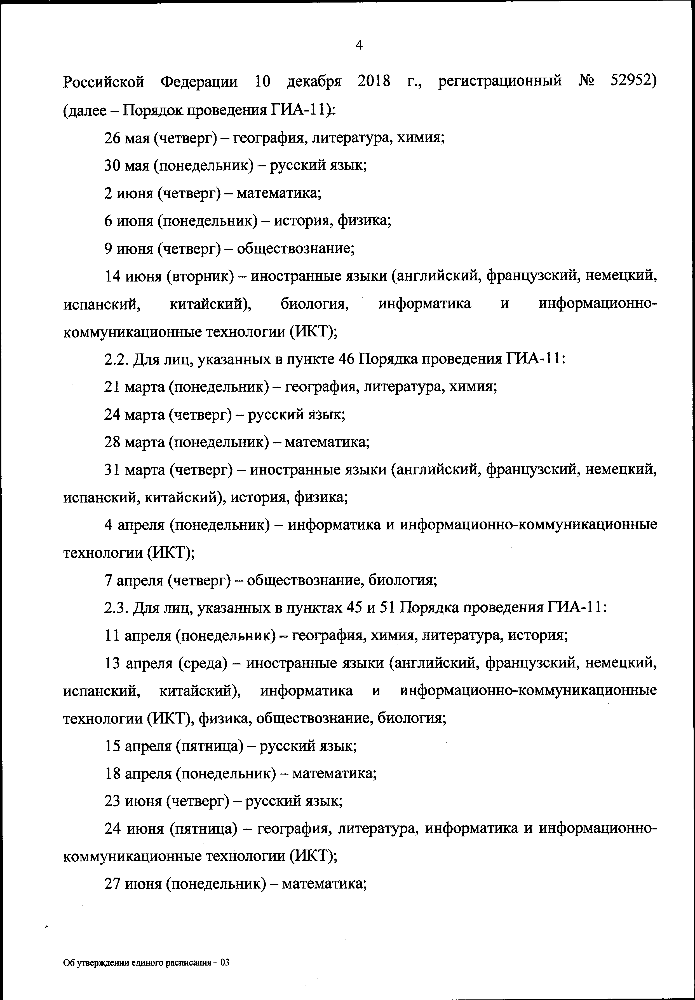 4
Российской Федерации 10 декабря 2018 г., регистрационный № 52952)
(далее – Порядок проведения ГИА-11):
26 мая (четверг) – география, литература, химия;
30 мая (понедельник) – русский язык;
2 июня (четверг) – математика;
6 июня (понедельник) – история, физика;
9 июня (четверг) – обществознание;
14 июня (вторник) – иностранные языки (английский, французский, немецкий,
испанский, китайский), биология, информатика и информационно-
коммуникационные технологии (ИКТ);
2.2. Для лиц, указанных в пункте 46 Порядка проведения ГИА-11:
21 марта (понедельник) – география, литература, химия;
24 марта (четверг) – русский язык;
28 марта (понедельник) – математика;
31 марта (четверг) – иностранные языки (английский, французский, немецкий,
испанский, китайский), история, физика;
4 апреля (понедельник) – информатика и информационно-коммуникационные
технологии (ИКТ);
7 апреля (четверг) – обществознание, биология;
2.3. Для лиц, указанных в пунктах 45 и 51 Порядка проведения ГИА-11:
11 апреля (понедельник) – география, химия, литература, история;
13 апреля (среда) – иностранные языки (английский, французский, немецкий,
испанский, китайский), информатика и информационно-коммуникационные
технологии (ИКТ), физика, обществознание, биология;
15 апреля (пятница) – русский язык;
18 апреля (понедельник) – математика;
23 июня (четверг) – русский язык;
24 июня (пятница) – география, литература, информатика и информационно-
коммуникационные технологии (ИКТ);
27 июня (понедельник) – математика;
Об утверждении единого расписания – 03